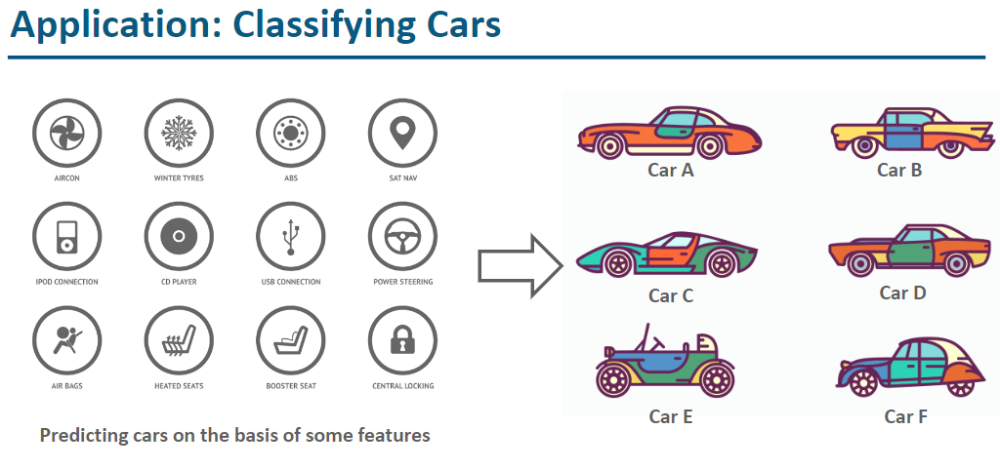 Application: Classifying Cars
AIRCON
WINTER TYRES
ABS
SAT NAV
IPOD CONNECTION
CD PLAYER
USB CONNECTION
POWER STEERING
AIR BAGS
HEATED SEATS
BOOSTER SEAT
CENTRAL LOCKING
Predicting cars on the basis of some features
Car A
Car B
Car C
Car D
Car E
Car F